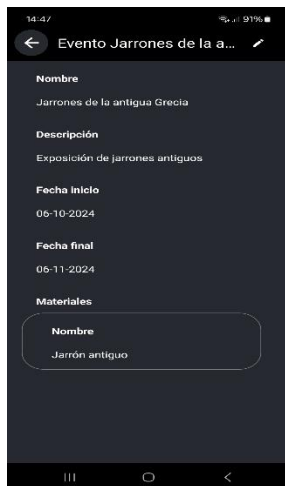 14:47 91%
Evento Jarrones de la a...
Nombre
Jarrones de la antigua Grecia
Descripción
Exposición de jarrones antiguos
Fecha inicio
06-10-2024
Fecha final
06-11-2024
Materiales
Nombre
Jarrón antiguo